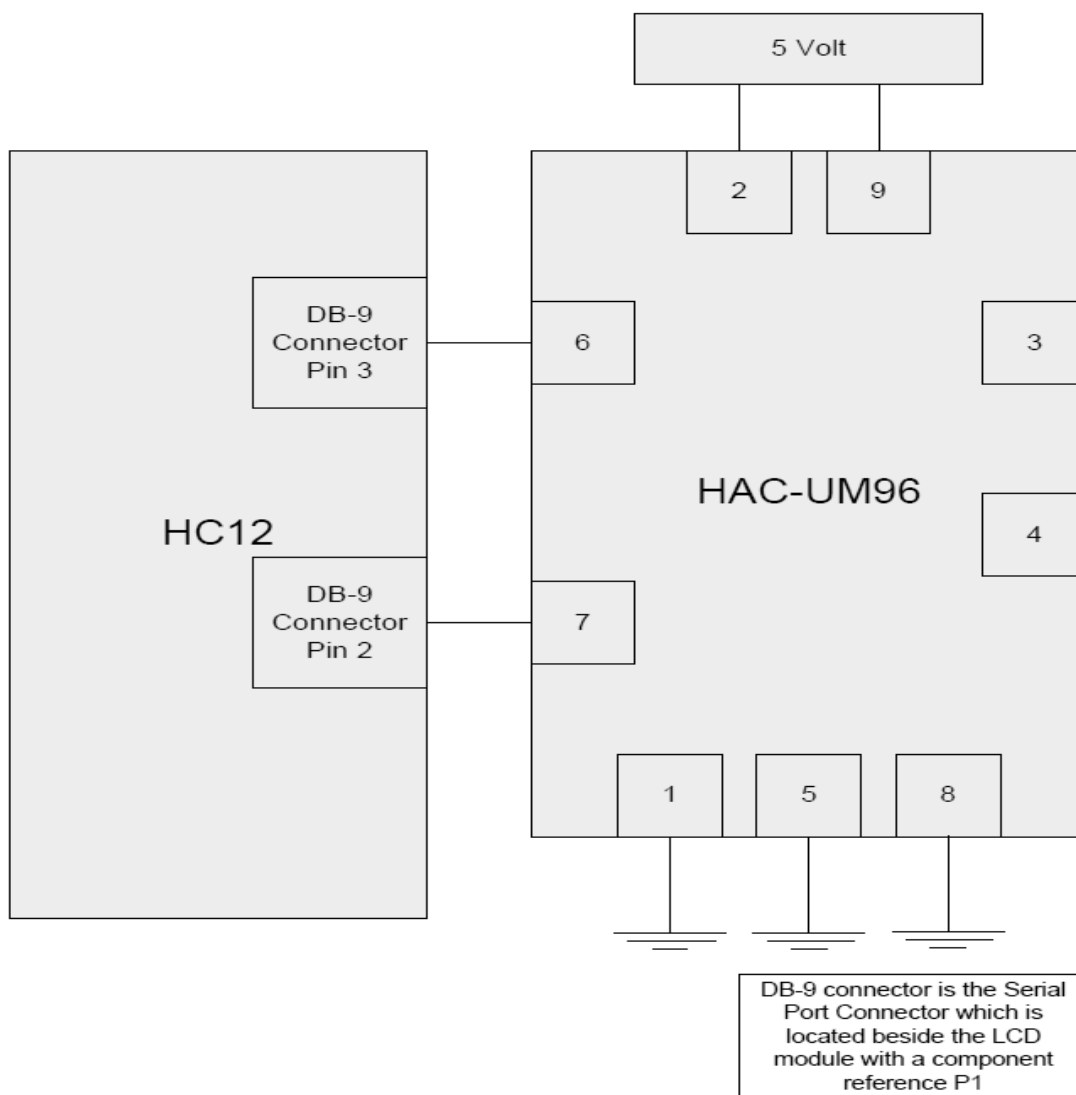 5 Volt
2
9
DB-9
Connector
Pin 3
6
3
HAC-UM96
HC12
4
DB-9
Connector
Pin 2
7
1
5
8
DB-9 connector is the Serial
Port Connector which is
located beside the LCD
module with a component
reference P1